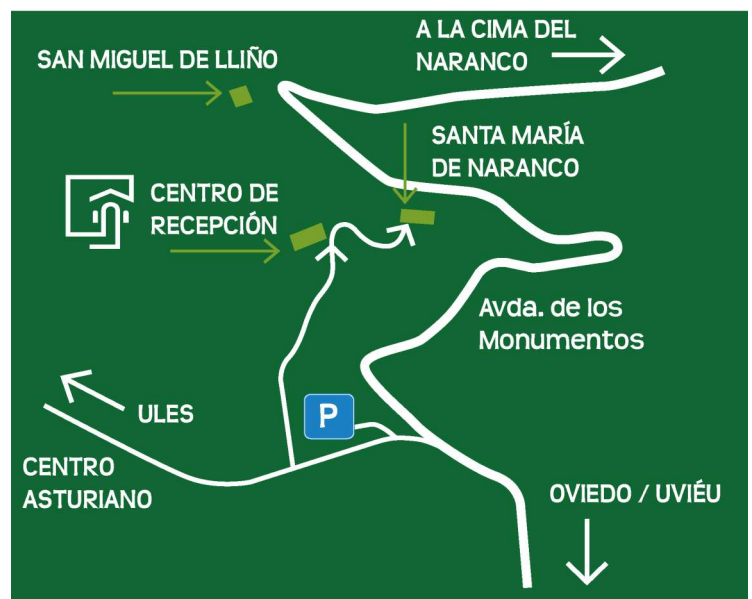 A LA CIMA DEL
NARANCO
SAN MIGUEL DE LLIÑO
SANTA MARÍA
DE NARANCO
CENTRO DE
RECEPCIÓN
Avda. de los
Monumentos
P
ULES
CENTRO
ASTURIANO
OVIEDO / UVIÉU